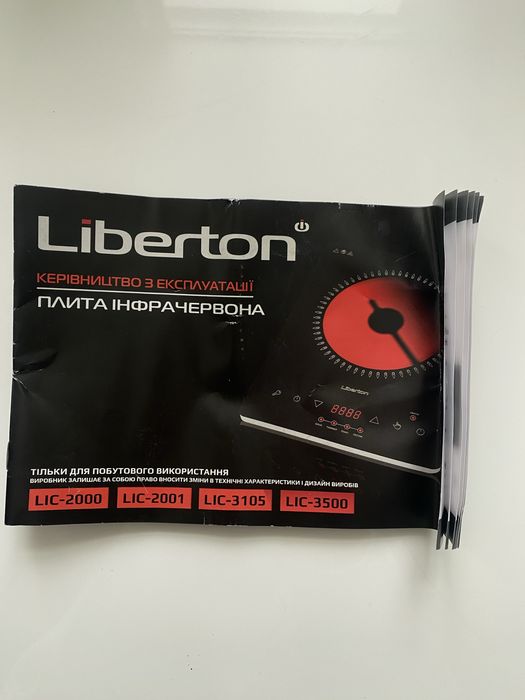 Liberton
КЕРІВНИЦТВО З ЕКСПЛУАТАЦІЇ
ПЛИТА ІНФРАЧЕРВОНА
Liberton
8888
ТІЛЬКИ ДЛЯ ПОБУТОВОГО ВИКОРИСТАННЯ
ВИРОБНИК ЗАЛИШАЄ ЗА СОБОЮ ПРАВО ВНОСИТИ ЗМІНИ В ТЕХНІЧНІ ХАРАКТЕРИСТИКИ І ДИЗАЙН ВИРОБІВ
LIC-2000 LIC-2001 LIC-3105 LIC-3500